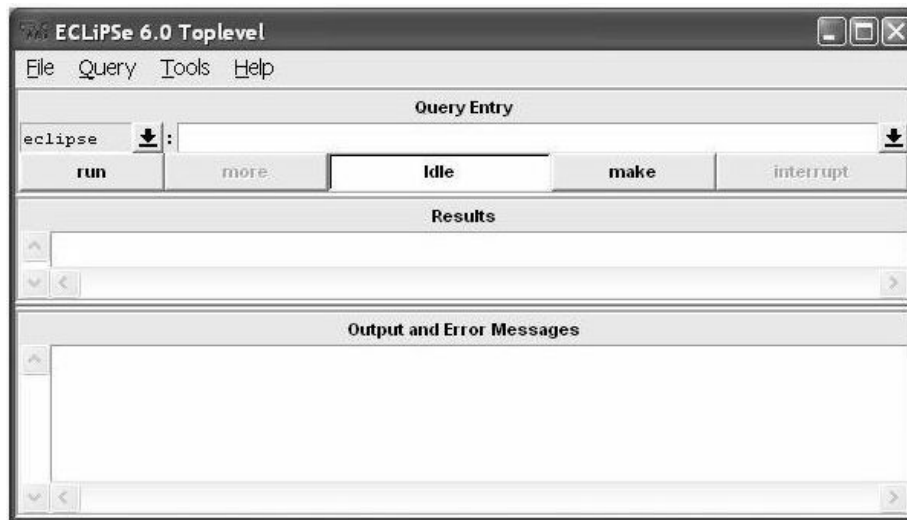 ECLiPSe 6.0 Toplevel
File Query Tools Help
Query Entry
eclipse :
run more Idle make interrupt
Results
Output and Error Messages